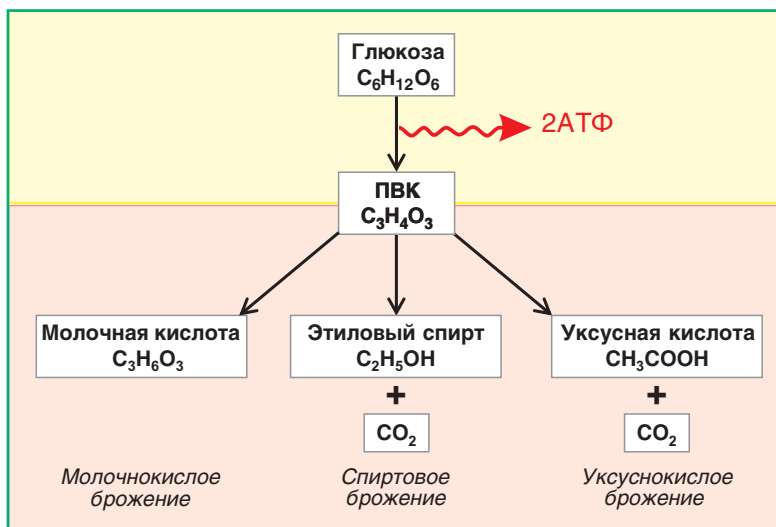 Глюкоза
C₆H₁₂O₆
2АТФ
ПВК
C₃H₄O₃
Молочная кислота
C₃H₆O₃
Этиловый спирт
C₂H₅OH
+
CO₂
Уксусная кислота
CH₃COOH
+
CO₂
Молочнокислое
брожение
Спиртовое
брожение
Уксуснокислое
брожение